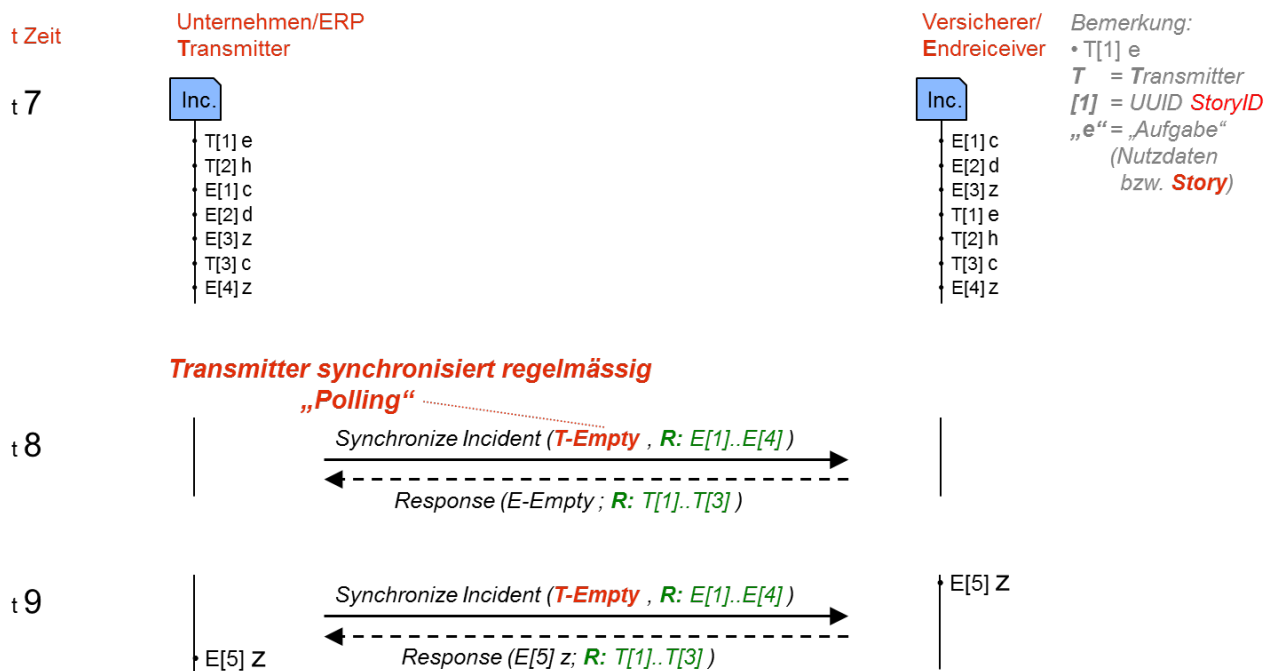 t Zeit
Unternehmen/ERP
Transmitter
Versicherer/
Endreiceiver
Bemerkung:
• T[1] e
T = Transmitter
[1] = UUID StoryID
„e“ = „Aufgabe“
(Nutzdaten
bzw. Story)
t 7
Inc.
T[1] e
T[2] h
E[1] c
E[2] d
E[3] z
T[3] c
E[4] z
Inc.
E[1] c
E[2] d
E[3] z
T[1] e
T[2] h
T[3] c
E[4] z
Transmitter synchronisiert regelmässig
„Polling“
t 8
Synchronize Incident (T-Empty , R: E[1]..E[4] )
Response (E-Empty ; R: T[1]..T[3] )
t 9
Synchronize Incident (T-Empty , R: E[1]..E[4] )
E[5] z
Response (E[5] z; R: T[1]..T[3] )
E[5] z